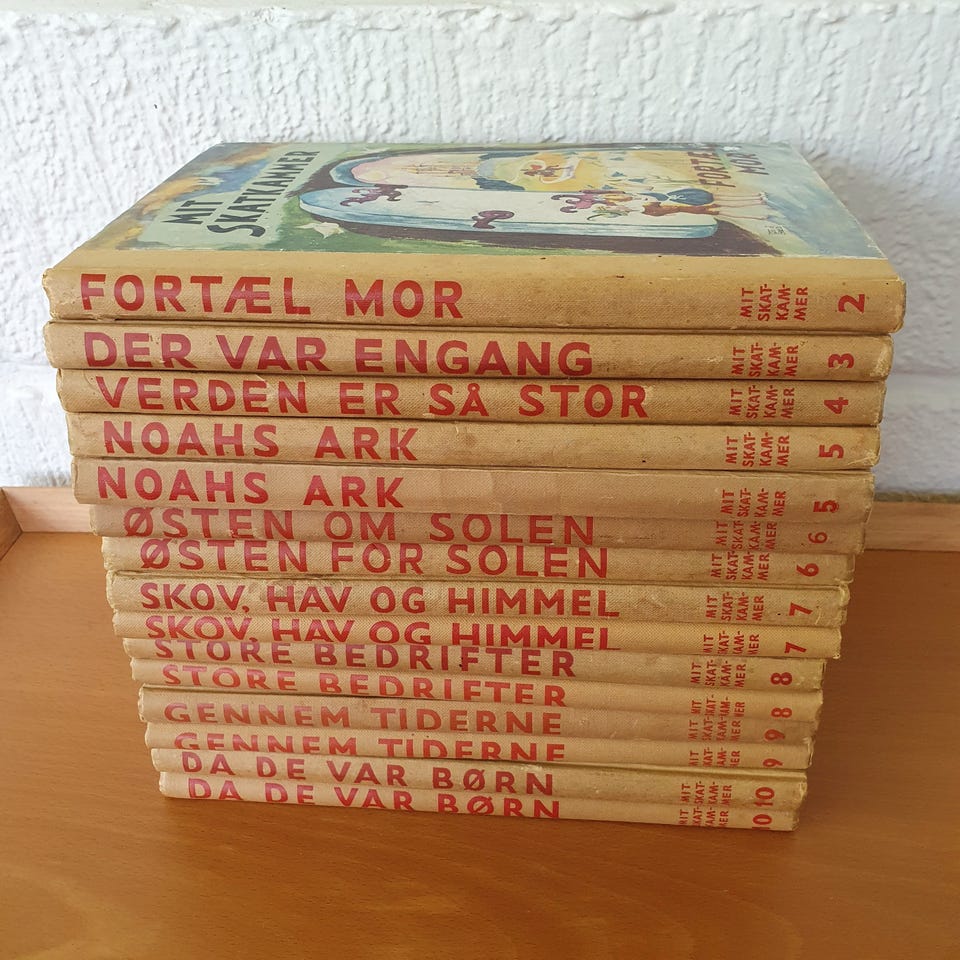 MIT
SKATKAMMER
FORTÆL
MOR
FORTÆL MOR
MIT
SKAT-
KAM-
MER
2
DER VAR ENGANG
MIT
SKAT-
KAM-
MER
3
VERDEN ER SÅ STOR
MIT
SKAT-
KAM-
MER
4
NOAHS ARK
MIT
SKAT-
KAM-
MER
5
NOAHS ARK
MIT
SKAT-
KAM-
MER
5
ØSTEN OM SOLEN
MIT
SKAT-
KAM-
MER
6
ØSTEN FOR SOLEN
MIT
SKAT-
KAM-
MER
6
SKOV, HAV OG HIMMEL
MIT
SKAT-
KAM-
MER
7
SKOV, HAV OG HIMMEL
MIT
SKAT-
KAM-
MER
7
STORE BEDRIFTER
MIT
SKAT-
KAM-
MER
8
STORE BEDRIFTER
MIT
SKAT-
KAM-
MER
8
GENNEM TIDERNE
MIT
SKAT-
KAM-
MER
9
GENNEM TIDERNE
MIT
SKAT-
KAM-
MER
9
DA DE VAR BØRN
MIT
SKAT-
KAM-
MER
10
DA DE VAR BØRN
MIT
SKAT-
KAM-
MER
10